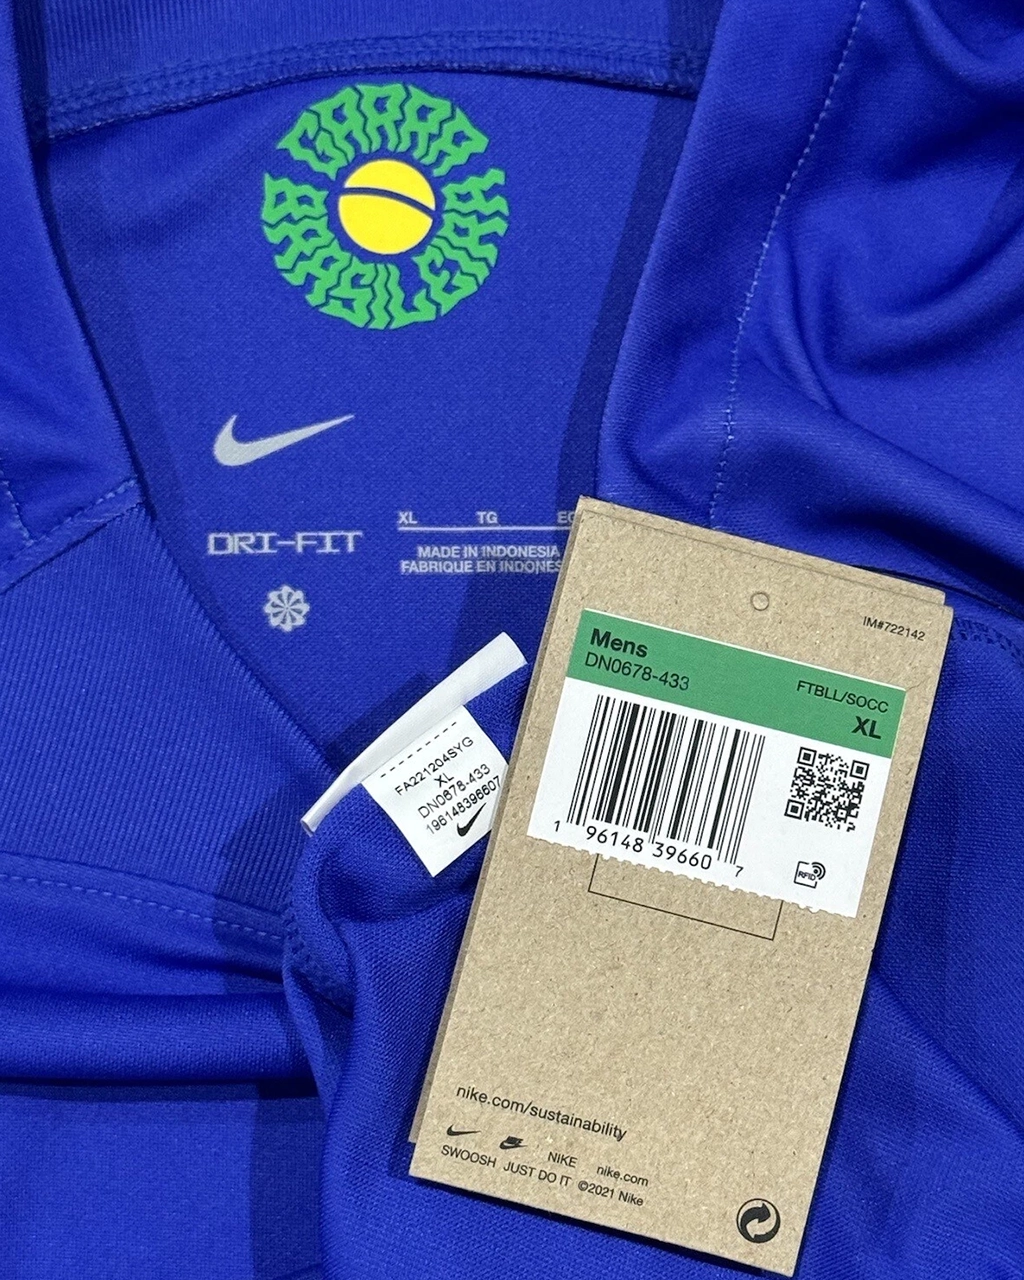 GARRA
BRASILEIRA
DRI-FIT
XL TG
MADE IN INDONESIA
FABRIQUE EN
FA221204SYG
XL
DN0678-433
196148396607
IM#722142
Mens
DN0678-433
FTBLL/SOCC
XL
1 96148 39660 7
RFID
nike.com/sustainability
NIKE nike.com
SWOOSH JUST DO IT ©2021 Nike